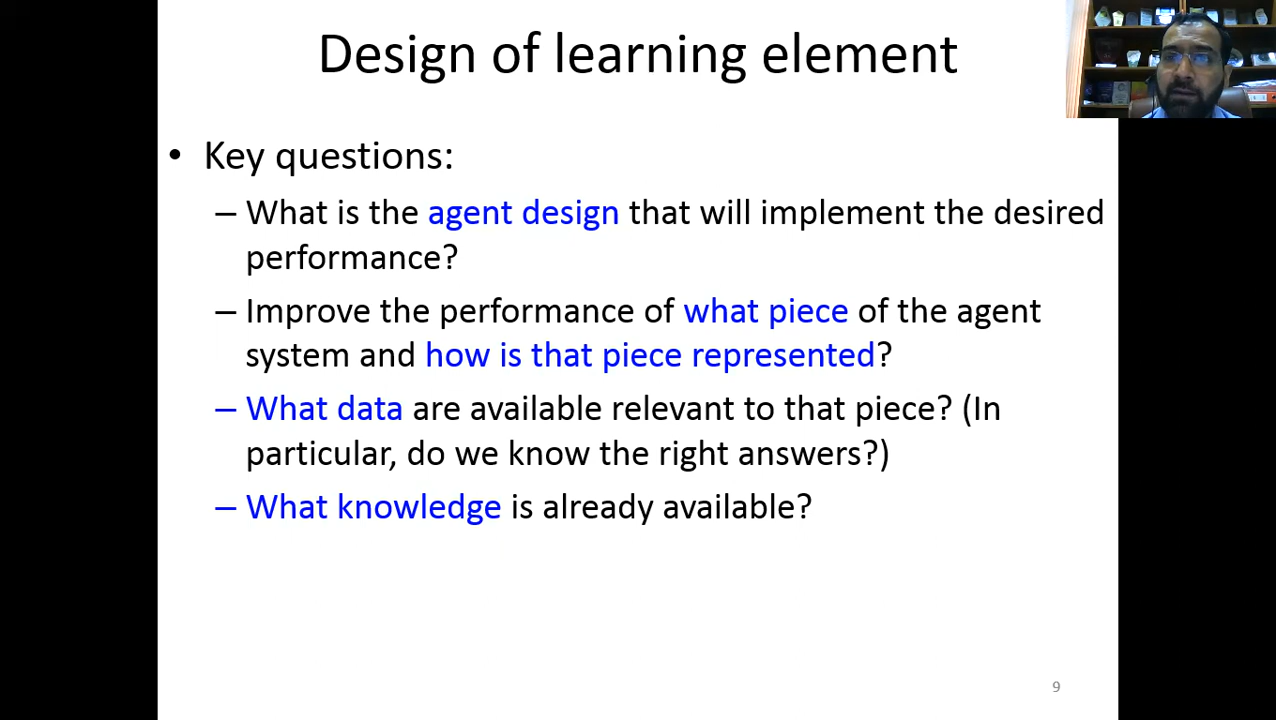 Design of learning element
• Key questions:
– What is the agent design that will implement the desired
performance?
– Improve the performance of what piece of the agent
system and how is that piece represented?
– What data are available relevant to that piece? (In
particular, do we know the right answers?)
– What knowledge is already available?
9